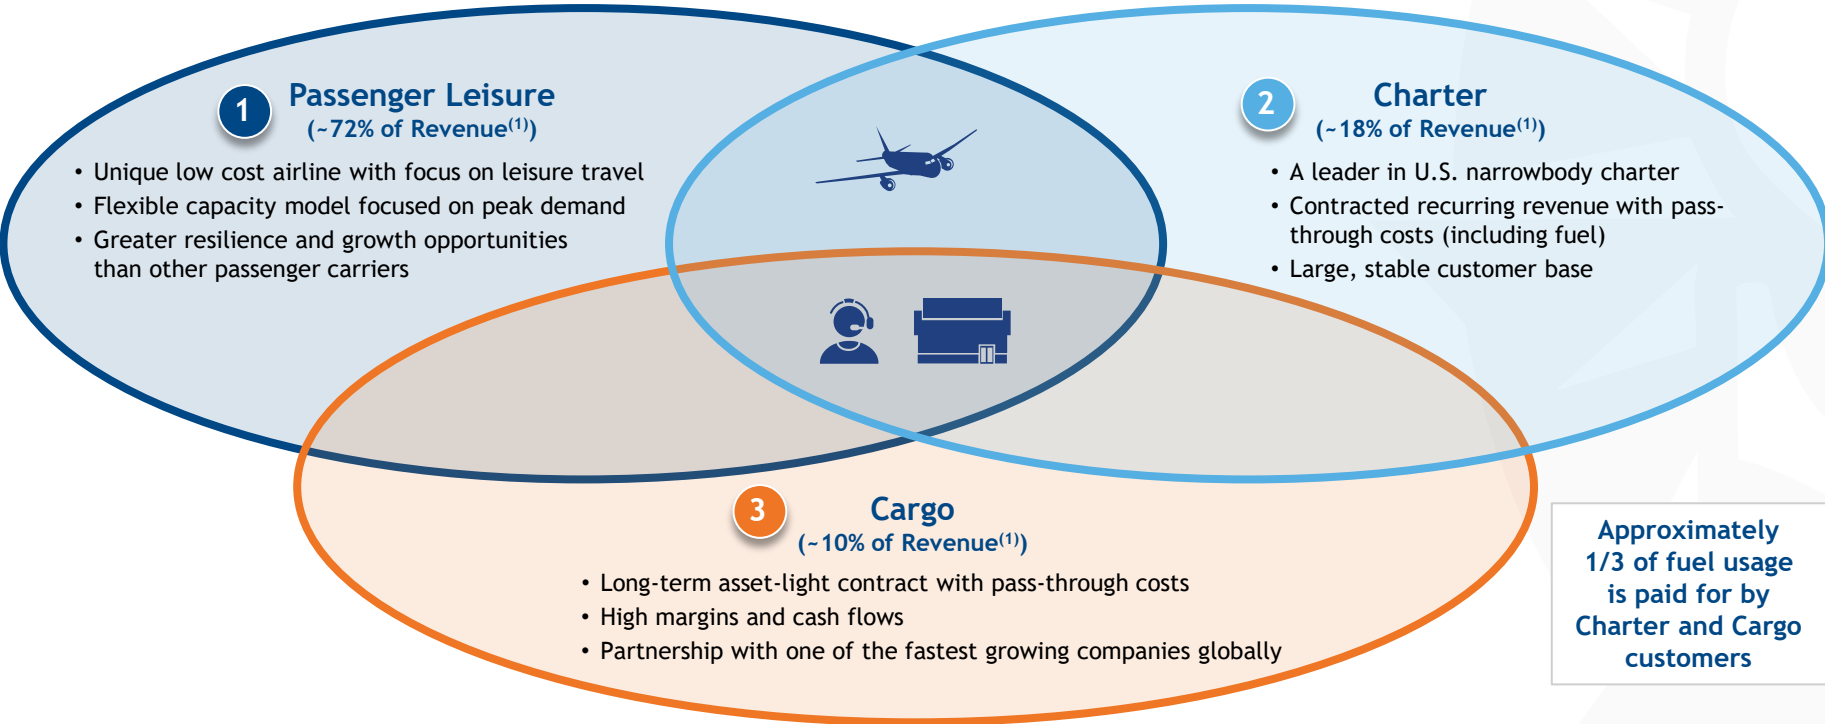 1
Passenger Leisure
(~72% of Revenue(1))
• Unique low cost airline with focus on leisure travel
• Flexible capacity model focused on peak demand
• Greater resilience and growth opportunities
than other passenger carriers
2
Charter
(~18% of Revenue(1))
• A leader in U.S. narrowbody charter
• Contracted recurring revenue with pass-
through costs (including fuel)
• Large, stable customer base
3
Cargo
(~10% of Revenue(1))
• Long-term asset-light contract with pass-through costs
• High margins and cash flows
• Partnership with one of the fastest growing companies globally
Approximately
1/3 of fuel usage
is paid for by
Charter and Cargo
customers